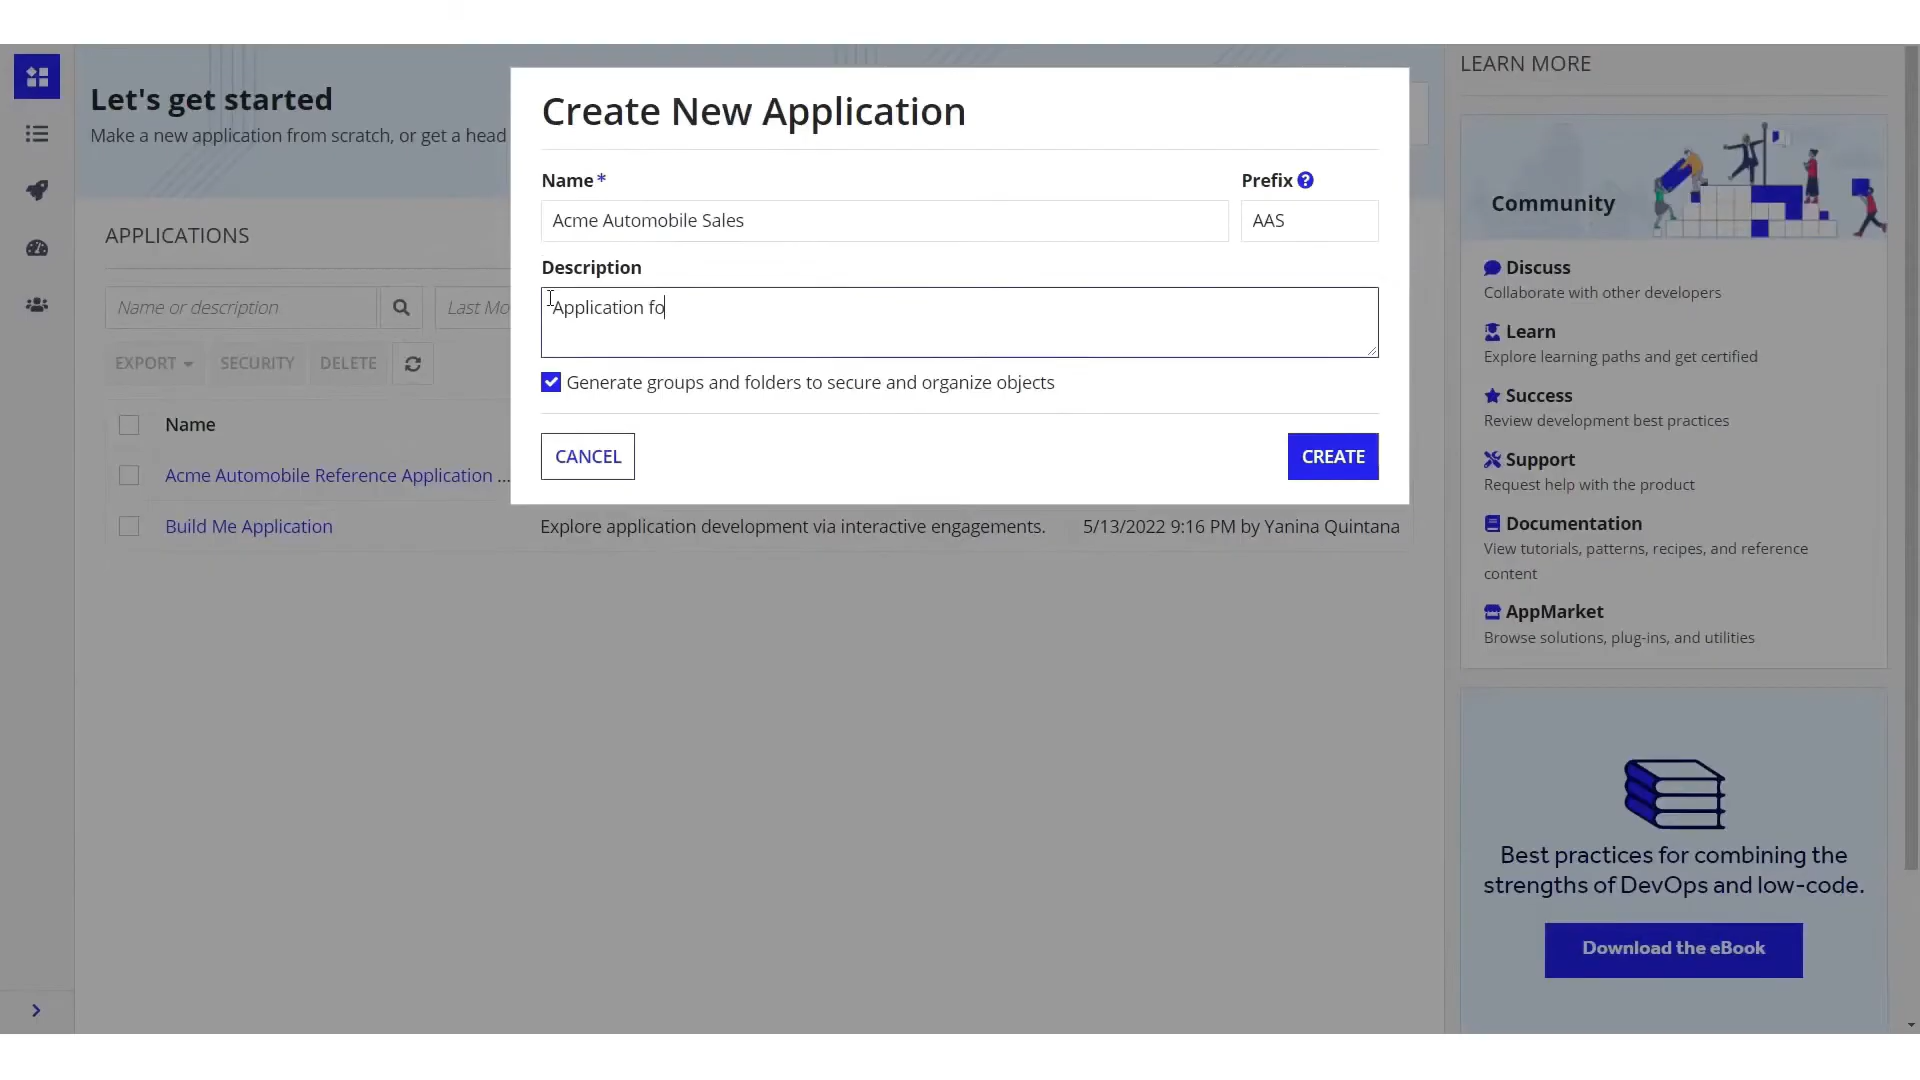 Let's get started
Make a new application from scratch, or get a head
APPLICATIONS
Name or description
Last Mo
EXPORT
SECURITY
DELETE
Name
Acme Automobile Reference Application ...
Build Me Application
Explore application development via interactive engagements.
5/13/2022 9:16 PM by Yanina Quintana
Create New Application
Name *
Prefix ?
Acme Automobile Sales
AAS
Description
Application fo
Generate groups and folders to secure and organize objects
CANCEL
CREATE
LEARN MORE
Community
Discuss
Collaborate with other developers
Learn
Explore learning paths and get certified
Success
Review development best practices
Support
Request help with the product
Documentation
View tutorials, patterns, recipes, and reference
content
AppMarket
Browse solutions, plug-ins, and utilities
Best practices for combining the
strengths of DevOps and low-code.
Download the eBook